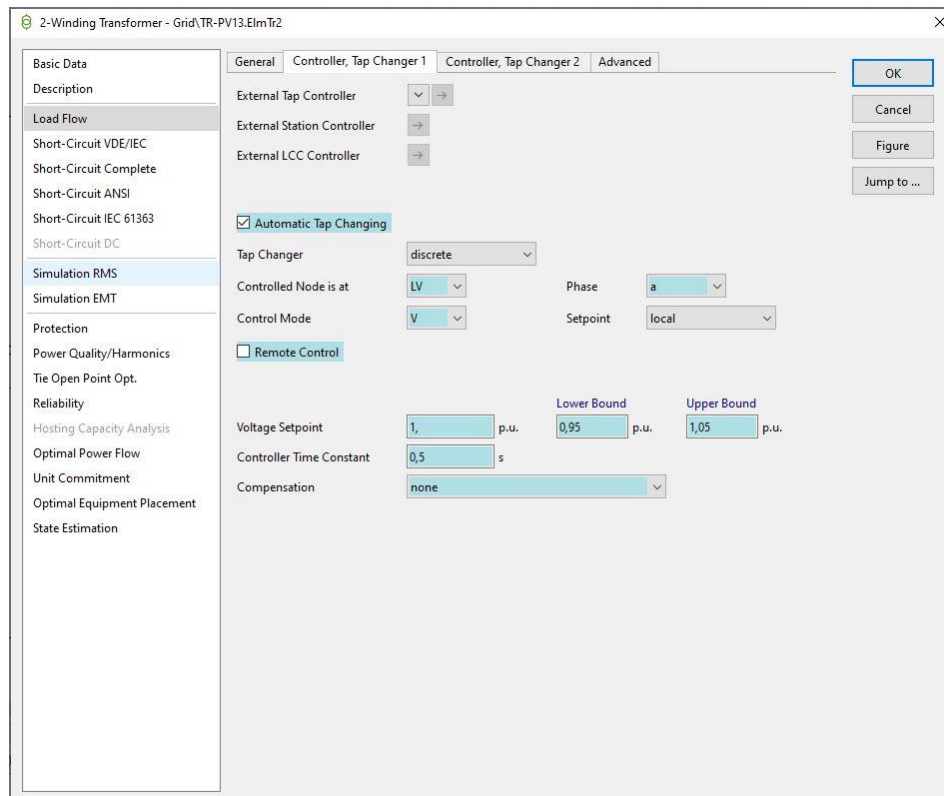 2-Winding Transformer - Grid\TR-PV13.ElmTr2
Basic Data
Description
Load Flow
Short-Circuit VDE/IEC
Short-Circuit Complete
Short-Circuit ANSI
Short-Circuit IEC 61363
Short-Circuit DC
Simulation RMS
Simulation EMT
Protection
Power Quality/Harmonics
Tie Open Point Opt.
Reliability
Hosting Capacity Analysis
Optimal Power Flow
Unit Commitment
Optimal Equipment Placement
State Estimation
General Controller, Tap Changer 1 Controller, Tap Changer 2 Advanced
External Tap Controller
External Station Controller
External LCC Controller
Automatic Tap Changing
Tap Changer discrete
Controlled Node is at LV Phase a
Control Mode V Setpoint local
Remote Control
Lower Bound Upper Bound
Voltage Setpoint 1, p.u. 0,95 p.u. 1,05 p.u.
Controller Time Constant 0,5 s
Compensation none
OK
Cancel
Figure
Jump to ...